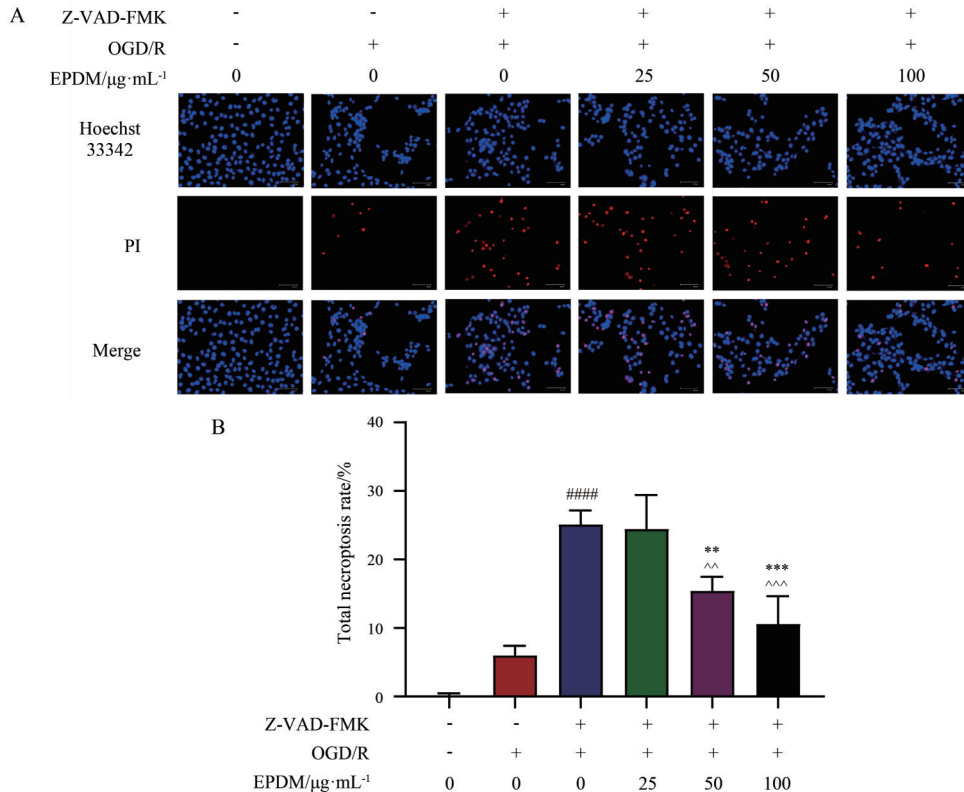 A
Z-VAD-FMK - - + + + +
OGD/R - + + + + +
EPDM/μg·mL⁻¹ 0 0 0 25 50 100
Hoechst
33342
PI
Merge
B
Total necroptosis rate/%
40
30
20
10
0
####
**
^^
***
^^^
Z-VAD-FMK - - + + + +
OGD/R - + + + + +
EPDM/μg·mL⁻¹ 0 0 0 25 50 100